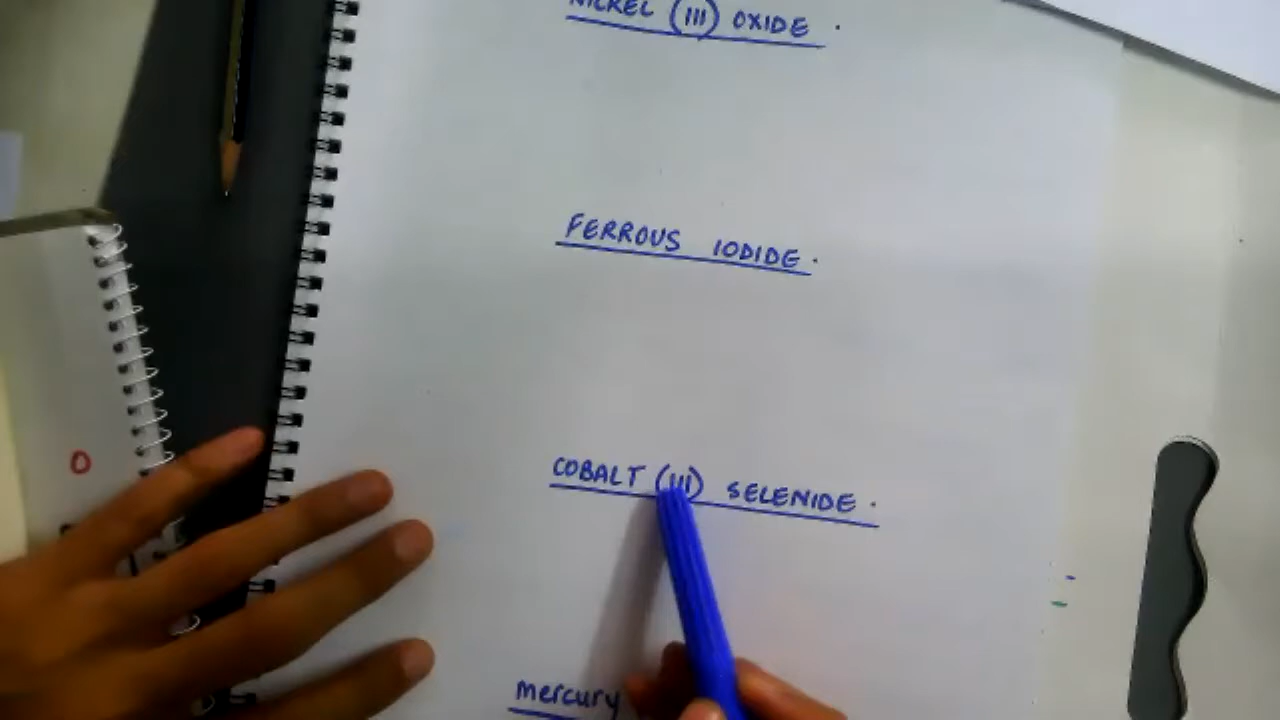 NICKEL (III) OXIDE .
FERROUS IODIDE .
COBALT (III) SELENIDE .
mercury
O